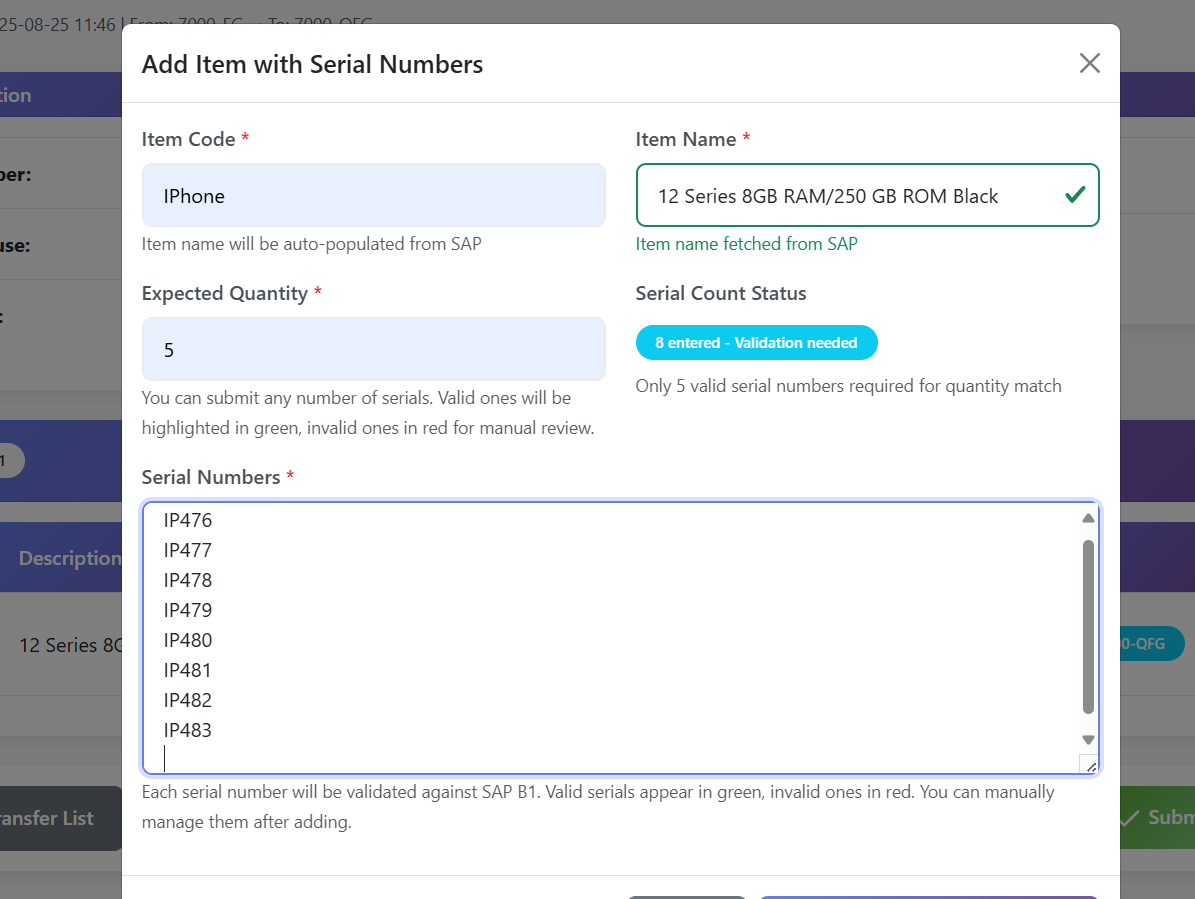 25-08-25 11:46 | From: 7000-FG → To: 7000-QFG
Add Item with Serial Numbers
tion
Item Code *
Item Name *
ber:
IPhone
12 Series 8GB RAM/250 GB ROM Black
Item name will be auto-populated from SAP
Item name fetched from SAP
use:
Expected Quantity *
Serial Count Status
:
5
8 entered - Validation needed
Only 5 valid serial numbers required for quantity match
You can submit any number of serials. Valid ones will be
highlighted in green, invalid ones in red for manual review.
1
Serial Numbers *
IP476
IP477
Description
IP478
IP479
IP480
12 Series 8G
0-QFG
IP481
IP482
IP483
Each serial number will be validated against SAP B1. Valid serials appear in green, invalid ones in red. You can manually
manage them after adding.
ransfer List
Subm